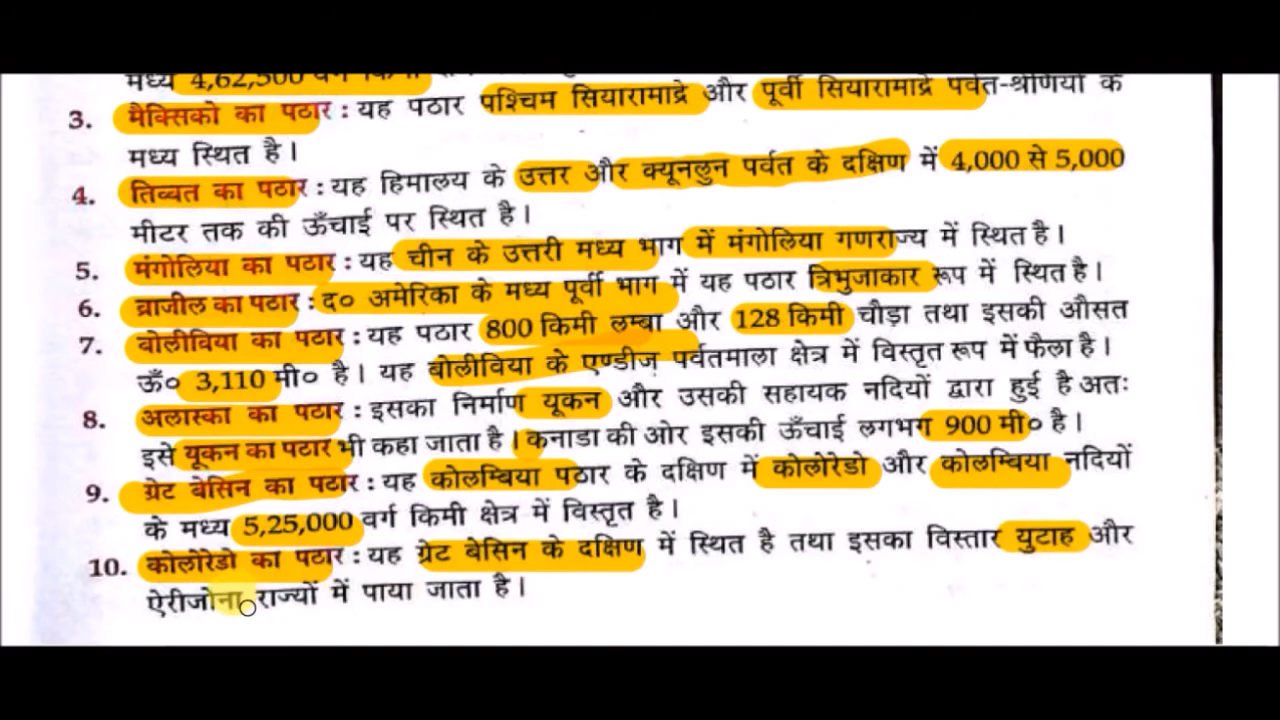 मध्य 4,62,500 वर्ग किमी
3. मैक्सिको का पठार : यह पठार पश्चिम सियारामाद्रे और पूर्वी सियारामाद्रे पर्वत-श्रेणियों के
मध्य स्थित है।
4. तिब्बत का पठार : यह हिमालय के उत्तर और क्यूनलुन पर्वत के दक्षिण में 4,000 से 5,000
मीटर तक की ऊँचाई पर स्थित है।
5. मंगोलिया का पठार : यह चीन के उत्तरी मध्य भाग में मंगोलिया गणराज्य में स्थित है।
6. ब्राजील का पठार : द० अमेरिका के मध्य पूर्वी भाग में यह पठार त्रिभुजाकार रूप में स्थित है।
7. बोलीविया का पठार : यह पठार 800 किमी लम्बा और 128 किमी चौड़ा तथा इसकी औसत
ऊँ० 3,110 मी० है। यह बोलीविया के एण्डीज़ पर्वतमाला क्षेत्र में विस्तृत रूप में फैला है।
8. अलास्का का पठार : इसका निर्माण यूकन और उसकी सहायक नदियों द्वारा हुई है अतः
इसे यूकन का पठार भी कहा जाता है। कनाडा की ओर इसकी ऊँचाई लगभग 900 मी० है।
9. ग्रेट बेसिन का पठार : यह कोलम्बिया पठार के दक्षिण में कोलोरेडो और कोलम्बिया नदियों
के मध्य 5,25,000 वर्ग किमी क्षेत्र में विस्तृत है।
10. कोलोरेडो का पठार : यह ग्रेट बेसिन के दक्षिण में स्थित है तथा इसका विस्तार युटाह और
ऐरीजोना राज्यों में पाया जाता है।